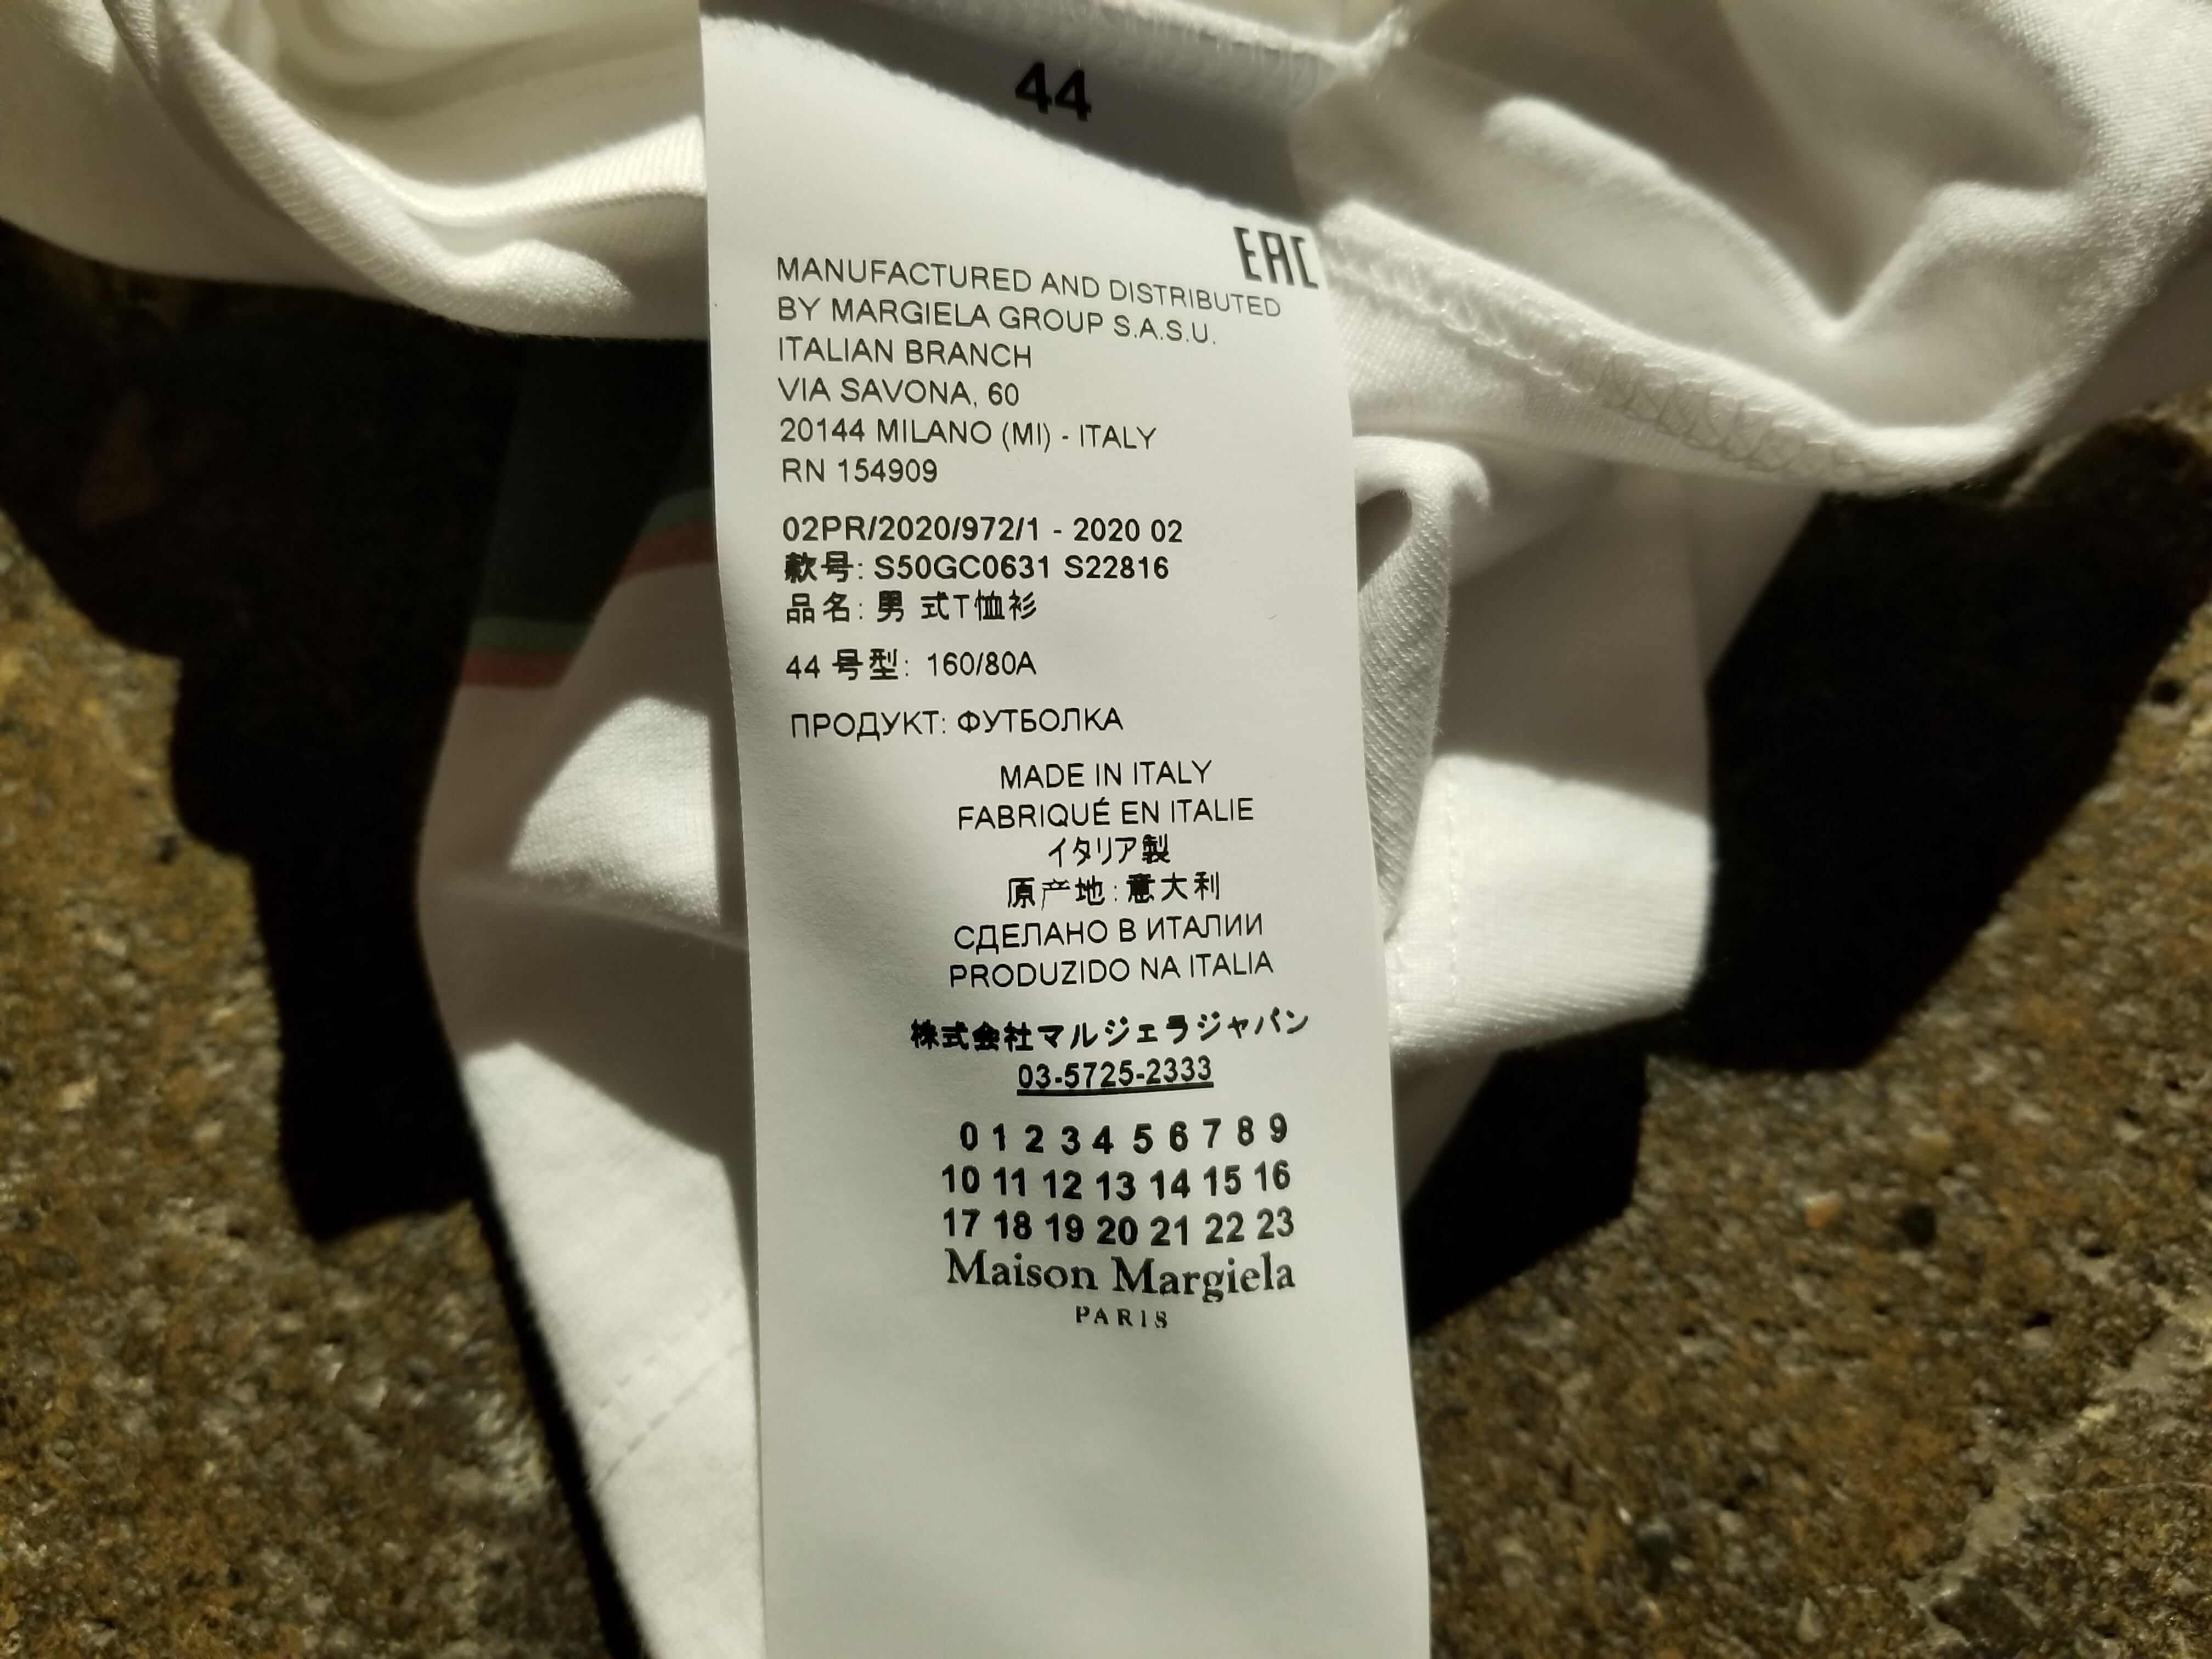 44
EAC
MANUFACTURED AND DISTRIBUTED
BY MARGIELA GROUP S.A.S.U.
ITALIAN BRANCH
VIA SAVONA, 60
20144 MILANO (MI) - ITALY
RN 154909
02PR/2020/972/1 - 2020 02
款号: S50GC0631 S22816
品名: 男 式T恤衫
44 号型: 160/80A
ПРОДУКТ: ФУТБОЛКА
MADE IN ITALY
FABRIQUÉ EN ITALIE
イタリア製
原产地: 意大利
СДЕЛАНО В ИТАЛИИ
PRODUZIDO NA ITALIA
株式会社マルジェラジャパン
03-5725-2333
0 1 2 3 4 5 6 7 8 9
10 11 12 13 14 15 16
17 18 19 20 21 22 23
Maison Margiela
PARIS